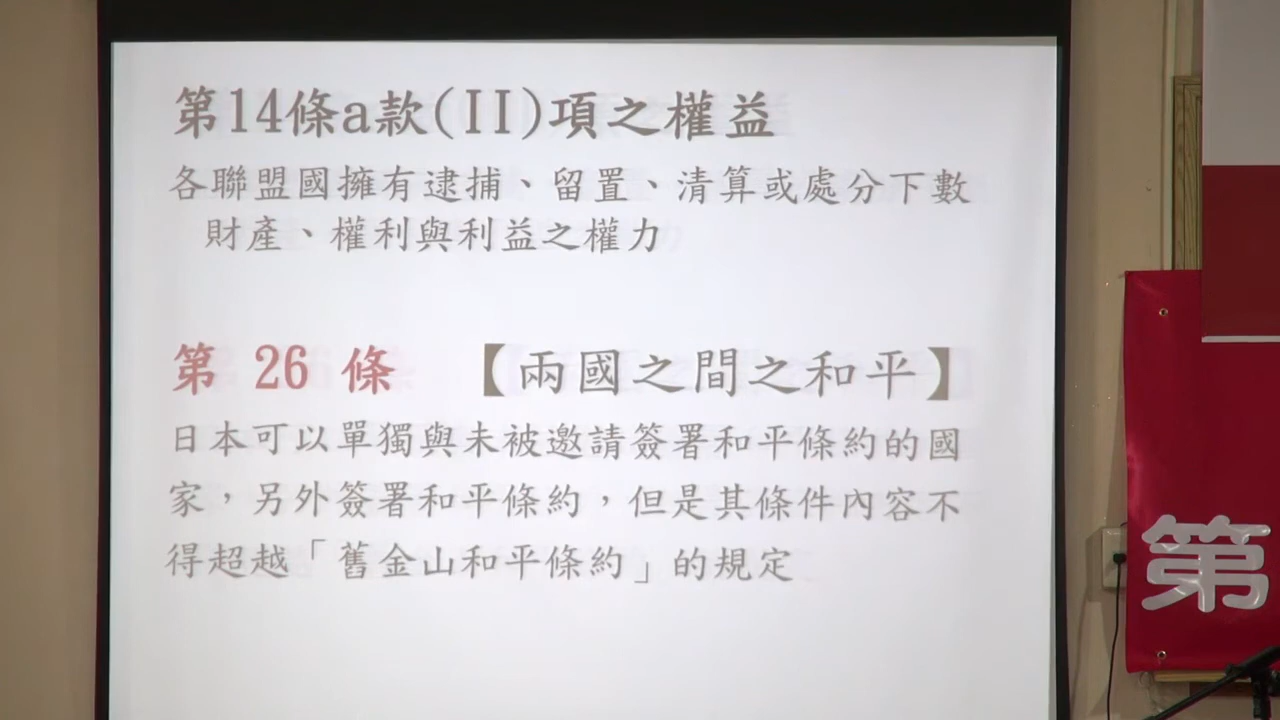 第14條a款(II)項之權益
各聯盟國擁有逮捕、留置、清算或處分下數
財產、權利與利益之權力
第 26 條 【兩國之間之和平】
日本可以單獨與未被邀請簽署和平條約的國
家，另外簽署和平條約，但是其條件內容不
得超越「舊金山和平條約」的規定
第